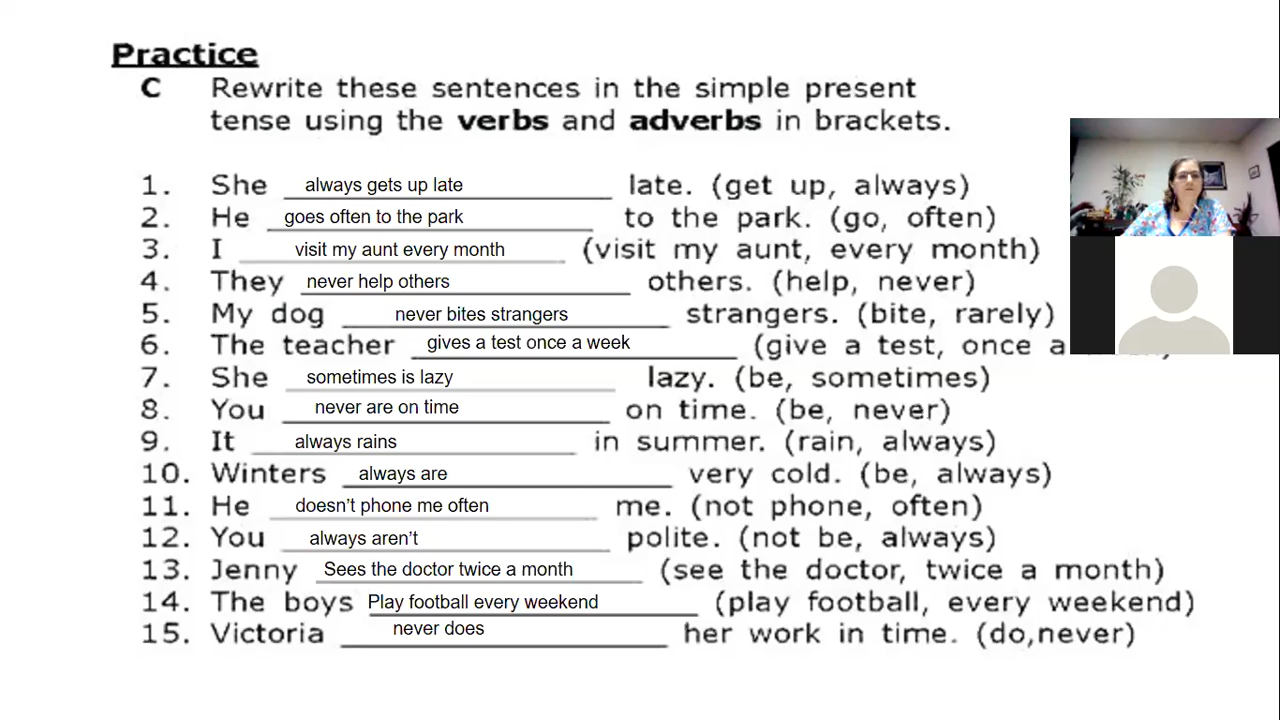 Practice
C Rewrite these sentences in the simple present
tense using the verbs and adverbs in brackets.
1. She always gets up late late. (get up, always)
2. He goes often to the park to the park. (go, often)
3. I visit my aunt every month (visit my aunt, every month)
4. They never help others others. (help, never)
5. My dog never bites strangers strangers. (bite, rarely)
6. The teacher gives a test once a week (give a test, once a
7. She sometimes is lazy lazy. (be, sometimes)
8. You never are on time on time. (be, never)
9. It always rains in summer. (rain, always)
10. Winters always are very cold. (be, always)
11. He doesn't phone me often me. (not phone, often)
12. You always aren't polite. (not be, always)
13. Jenny Sees the doctor twice a month (see the doctor, twice a month)
14. The boys Play football every weekend (play football, every weekend)
15. Victoria never does her work in time. (do,never)